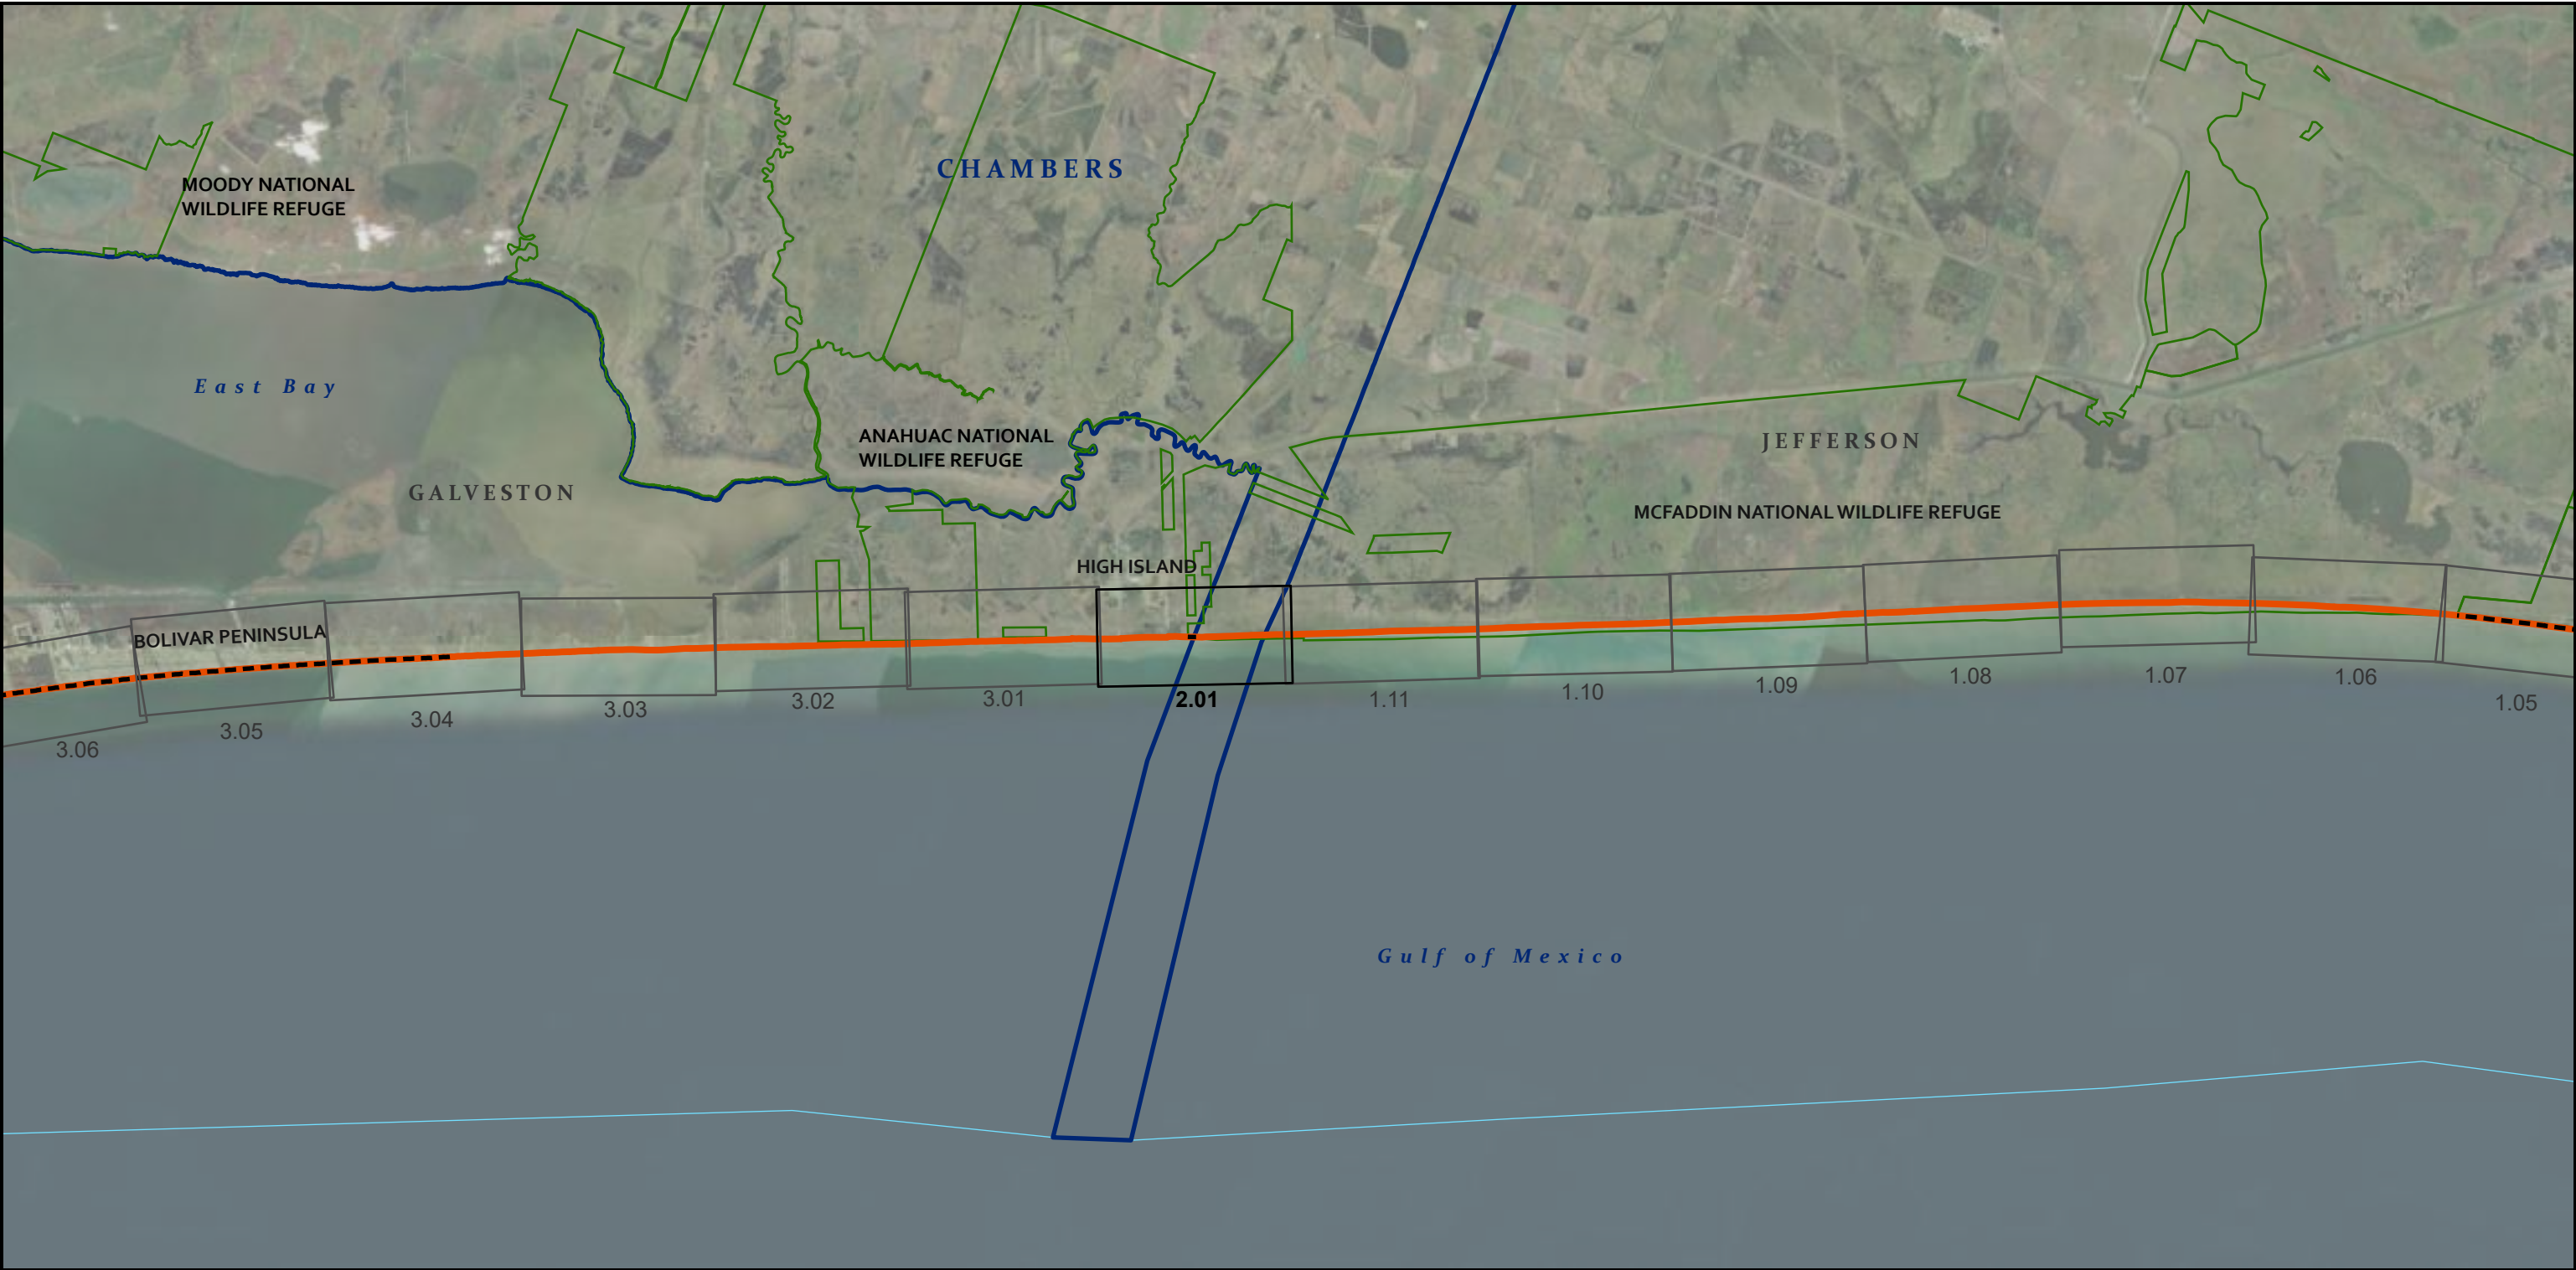 CHAMBERS
MOODY NATIONAL
WILDLIFE REFUGE
East Bay
ANAHUAC NATIONAL
WILDLIFE REFUGE
JEFFERSON
GALVESTON
MCFADDIN NATIONAL WILDLIFE REFUGE
HIGH ISLAND
BOLIVAR PENINSULA
3.06
3.05
3.04
3.03
3.02
3.01
2.01
1.11
1.10
1.09
1.08
1.07
1.06
1.05
Gulf of Mexico